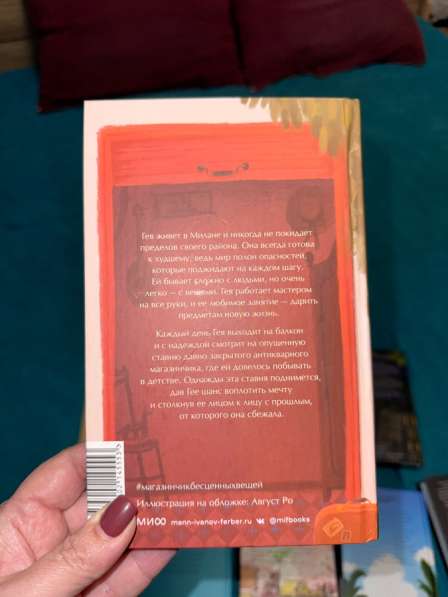 Гея живет в Милане и никогда не покидает
пределов своего района. Она всегда готова
к худшему, ведь мир полон опасностей,
которые поджидают на каждом шагу.
Ей бывает сложно с людьми, но очень
легко — с вещами. Гея работает мастером
на все руки, и ее любимое занятие — дарить
предметам новую жизнь.
Каждый день Гея выходит на балкон
и с надеждой смотрит на опущенную
ставню давно закрытого антикварного
магазинчика, где ей довелось побывать
в детстве. Однажды эта ставня поднимется,
дав Гее шанс воплотить мечту
и столкнув ее лицом к лицу с прошлым,
от которого она сбежала.
#магазинчикбесценныхвещей
Иллюстрация на обложке: Август Ро
МИФ mann-ivanov-ferber.ru @mifbooks